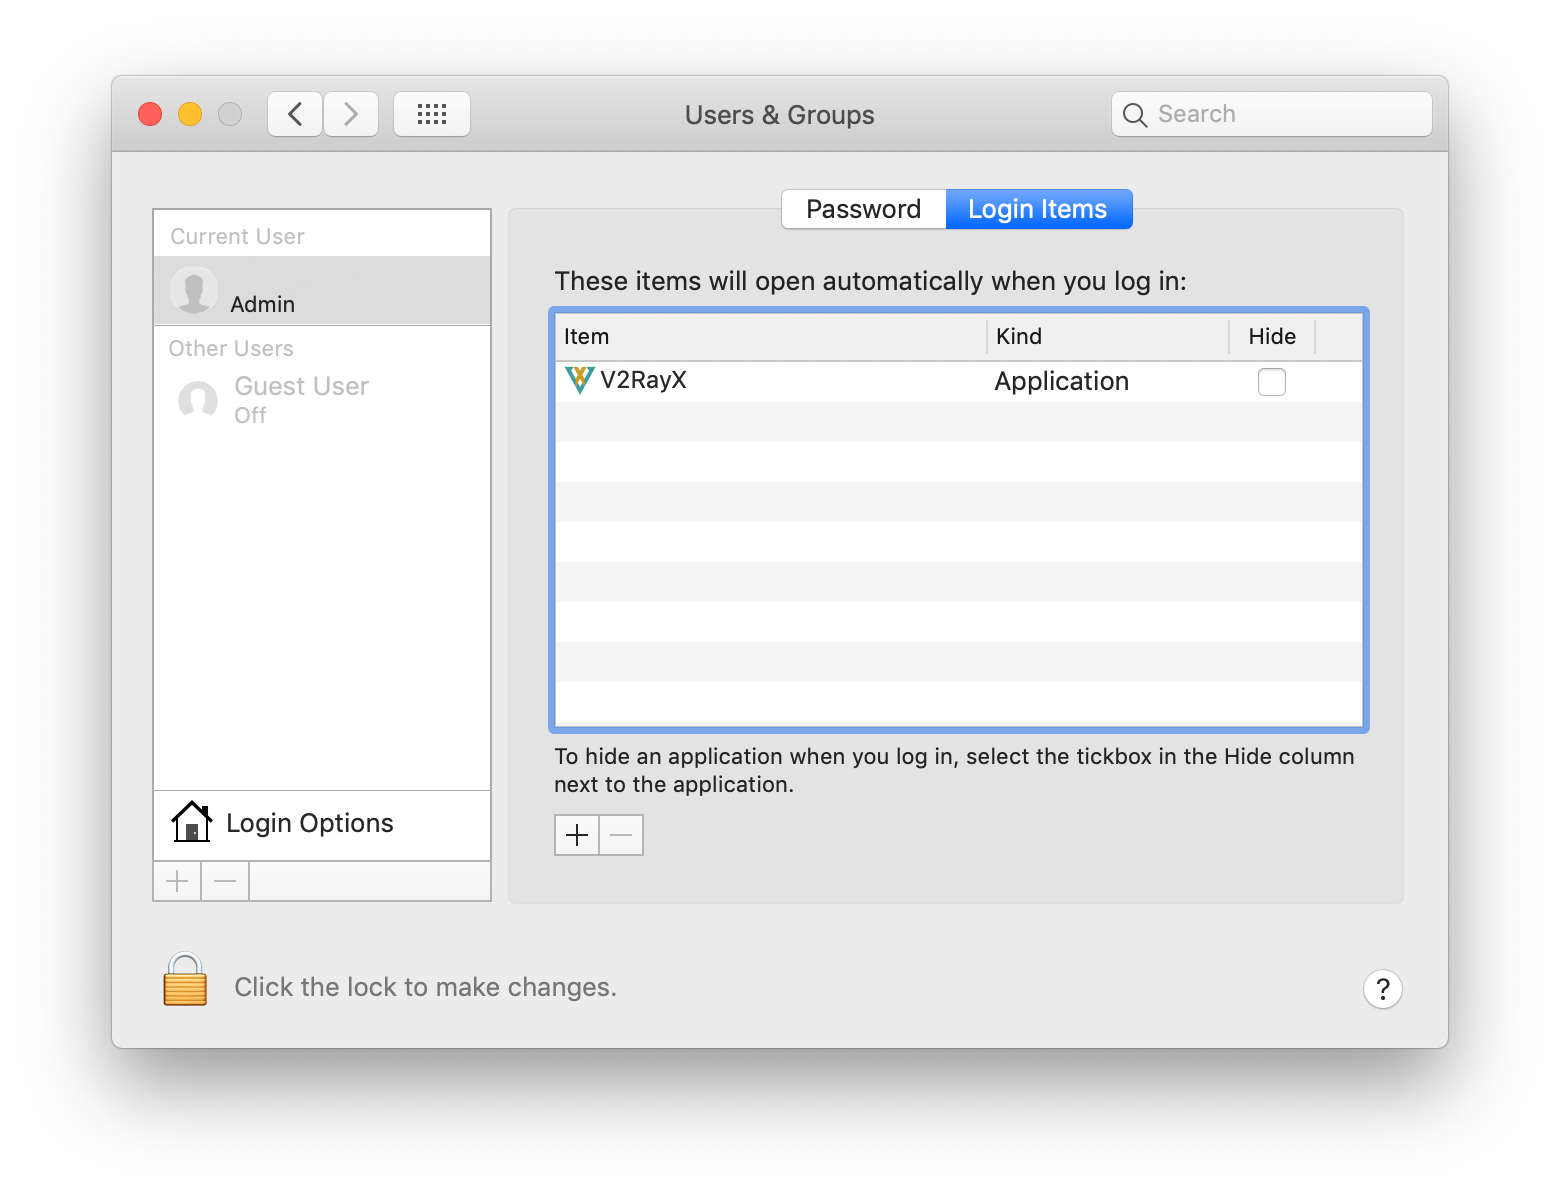 Users & Groups
Search
Password
Login Items
Current User
Admin
Other Users
Guest User
Off
Login Options
These items will open automatically when you log in:
Item Kind Hide
V2RayX Application
To hide an application when you log in, select the tickbox in the Hide column
next to the application.
Click the lock to make changes.
?